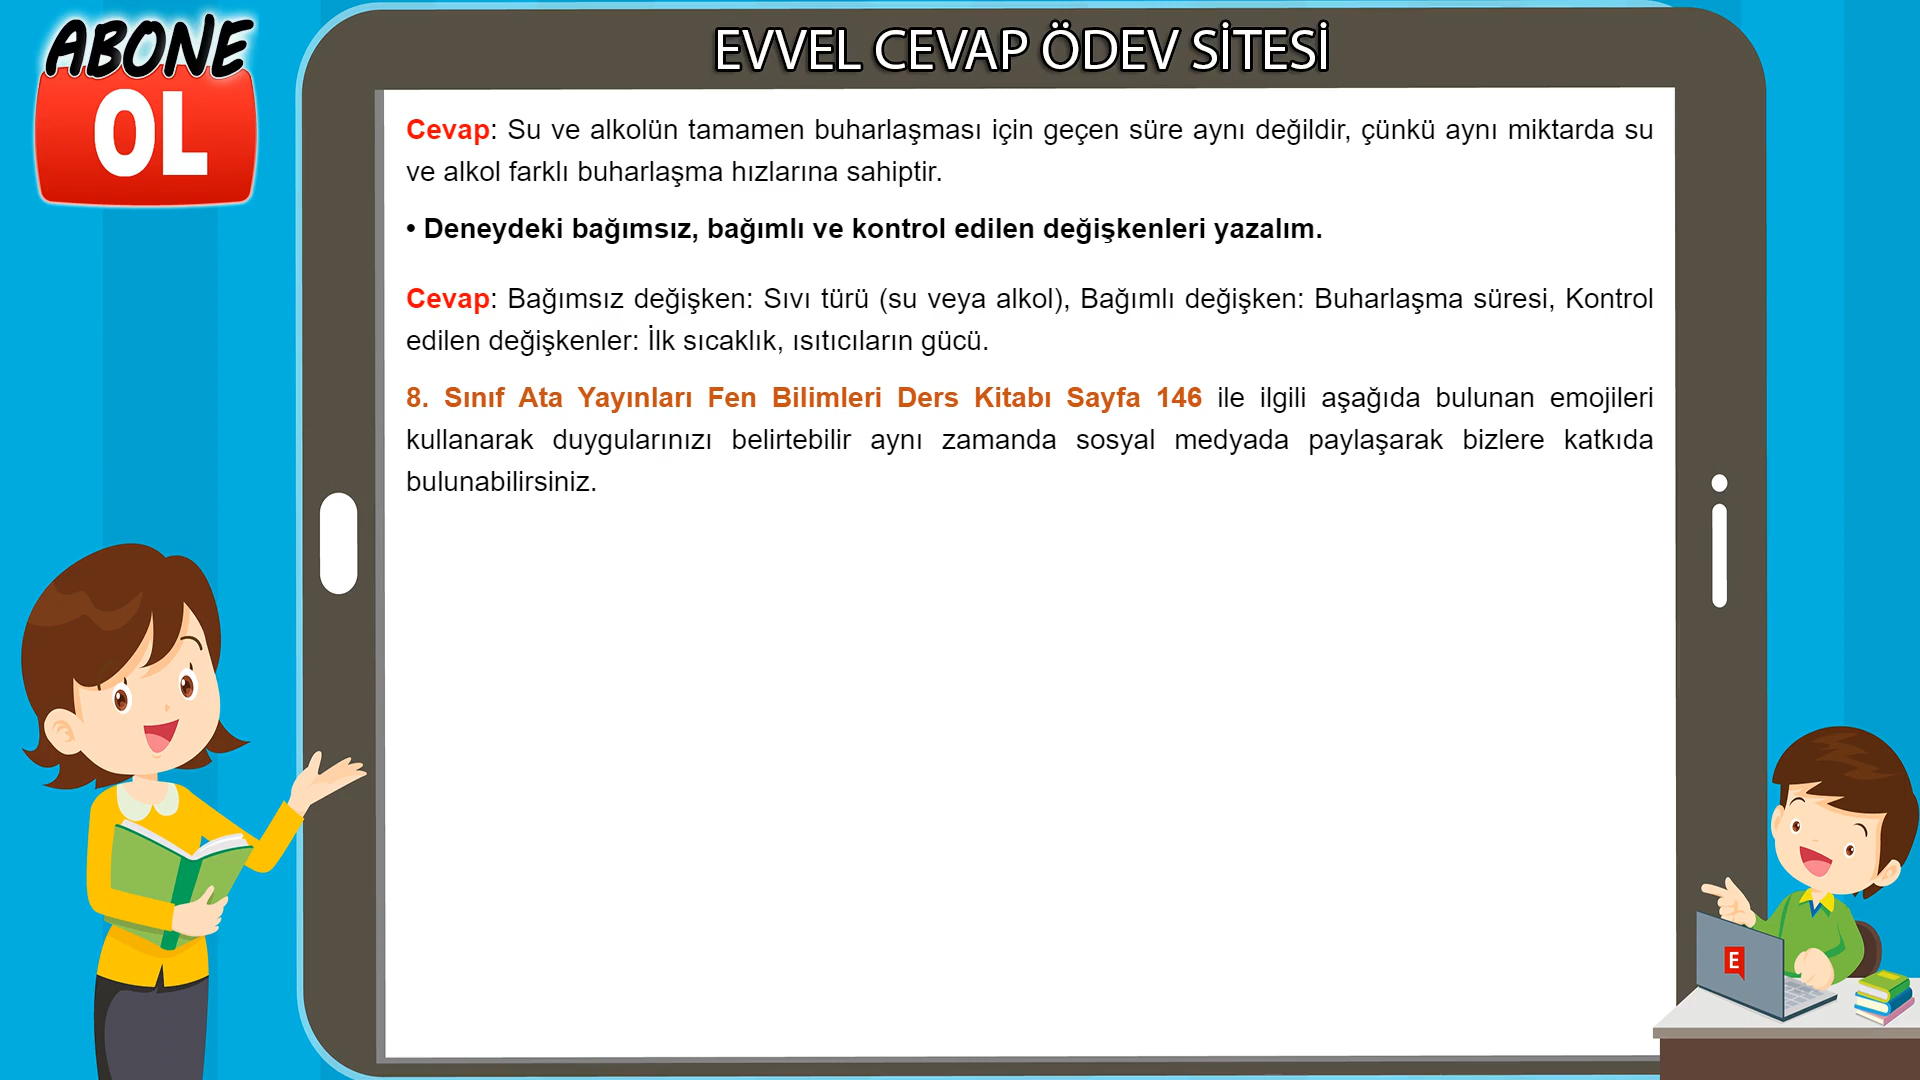 ABONE
OL
EVVEL CEVAP ÖDEV SİTESİ
Cevap: Su ve alkolün tamamen buharlaşması için geçen süre aynı değildir, çünkü aynı miktarda su
ve alkol farklı buharlaşma hızlarına sahiptir.
• Deneydeki bağımsız, bağımlı ve kontrol edilen değişkenleri yazalım.
Cevap: Bağımsız değişken: Sıvı türü (su veya alkol), Bağımlı değişken: Buharlaşma süresi, Kontrol
edilen değişkenler: İlk sıcaklık, ısıtıcıların gücü.
8. Sınıf Ata Yayınları Fen Bilimleri Ders Kitabı Sayfa 146 ile ilgili aşağıda bulunan emojileri
kullanarak duygularınızı belirtebilir aynı zamanda sosyal medyada paylaşarak bizlere katkıda
bulunabilirsiniz.
E